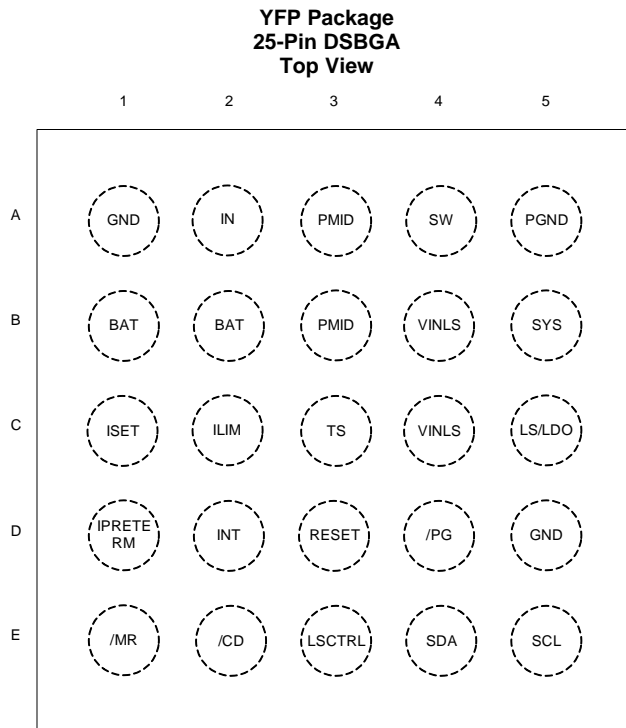 YFP Package
25-Pin DSBGA
Top View
1 2 3 4 5
A GND IN PMID SW PGND
B BAT BAT PMID VINLS SYS
C ISET ILIM TS VINLS LS/LDO
D IPRETE
RM INT RESET /PG GND
E /MR /CD LSCTRL SDA SCL